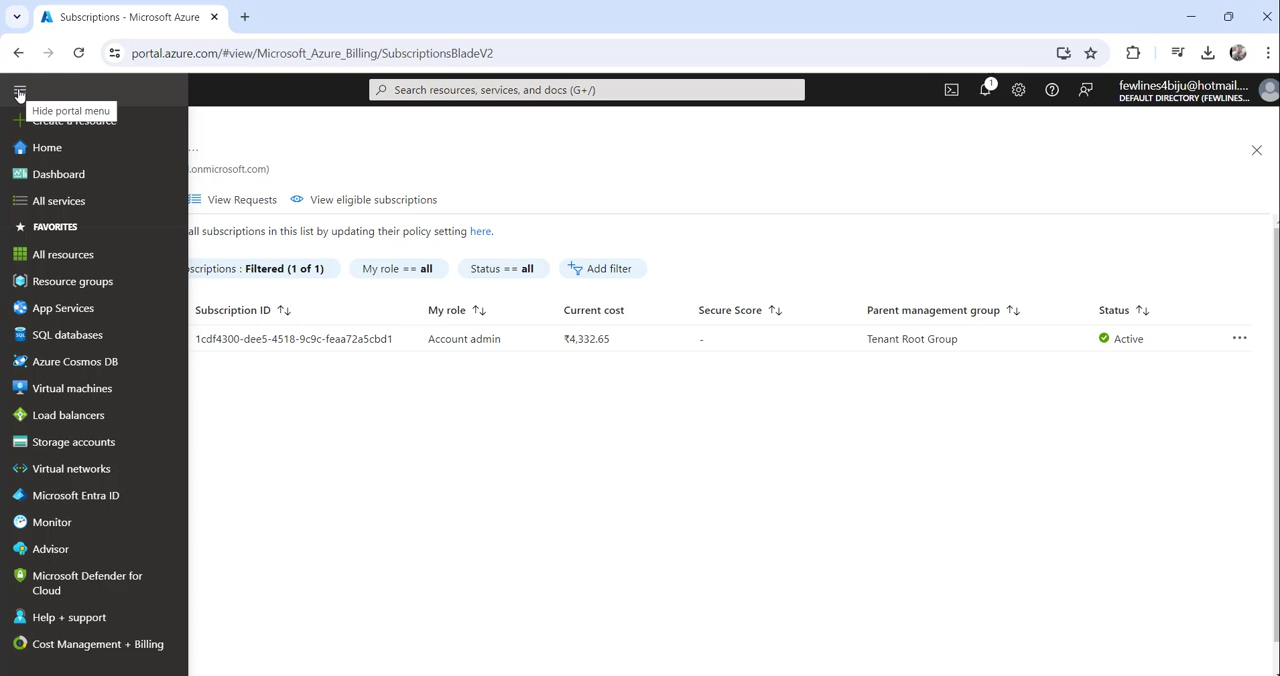 Subscriptions - Microsoft Azure
portal.azure.com/#view/Microsoft_Azure_Billing/SubscriptionsBladeV2
Search resources, services, and docs (G+/)
1
fewlines4biju@hotmail....
DEFAULT DIRECTORY (FEWLINES...
Hide portal menu
Create a resource
Home
Dashboard
All services
FAVORITES
All resources
Resource groups
App Services
SQL databases
Azure Cosmos DB
Virtual machines
Load balancers
Storage accounts
Virtual networks
Microsoft Entra ID
Monitor
Advisor
Microsoft Defender for
Cloud
Help + support
Cost Management + Billing
...
.onmicrosoft.com)
View Requests
View eligible subscriptions
all subscriptions in this list by updating their policy setting here.
scriptions : Filtered (1 of 1)
My role == all
Status == all
Add filter
Subscription ID My role Current cost Secure Score Parent management group Status
1cdf4300-dee5-4518-9c9c-feaa72a5cbd1 Account admin ₹4,332.65 - Tenant Root Group Active ...